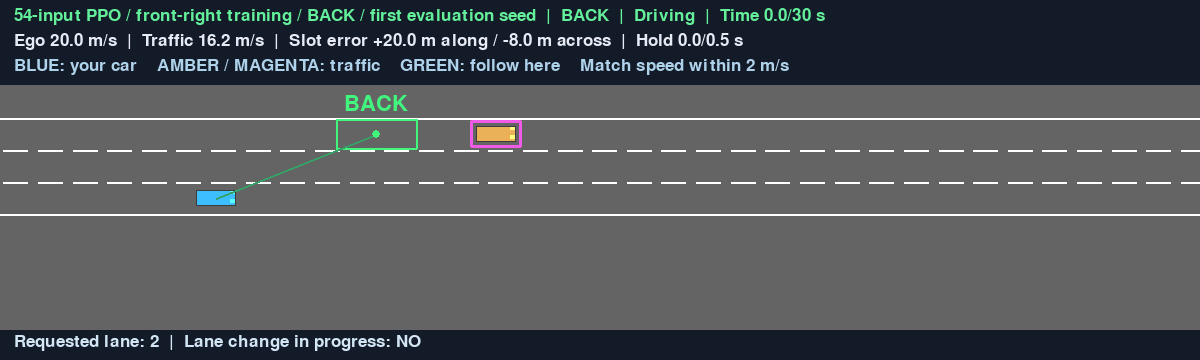 54-input PPO / front-right training / BACK / first evaluation seed | BACK | Driving | Time 0.0/30 s
Ego 20.0 m/s | Traffic 16.2 m/s | Slot error +20.0 m along / -8.0 m across | Hold 0.0/0.5 s
BLUE: your car AMBER / MAGENTA: traffic GREEN: follow here Match speed within 2 m/s
BACK
Requested lane: 2 | Lane change in progress: NO